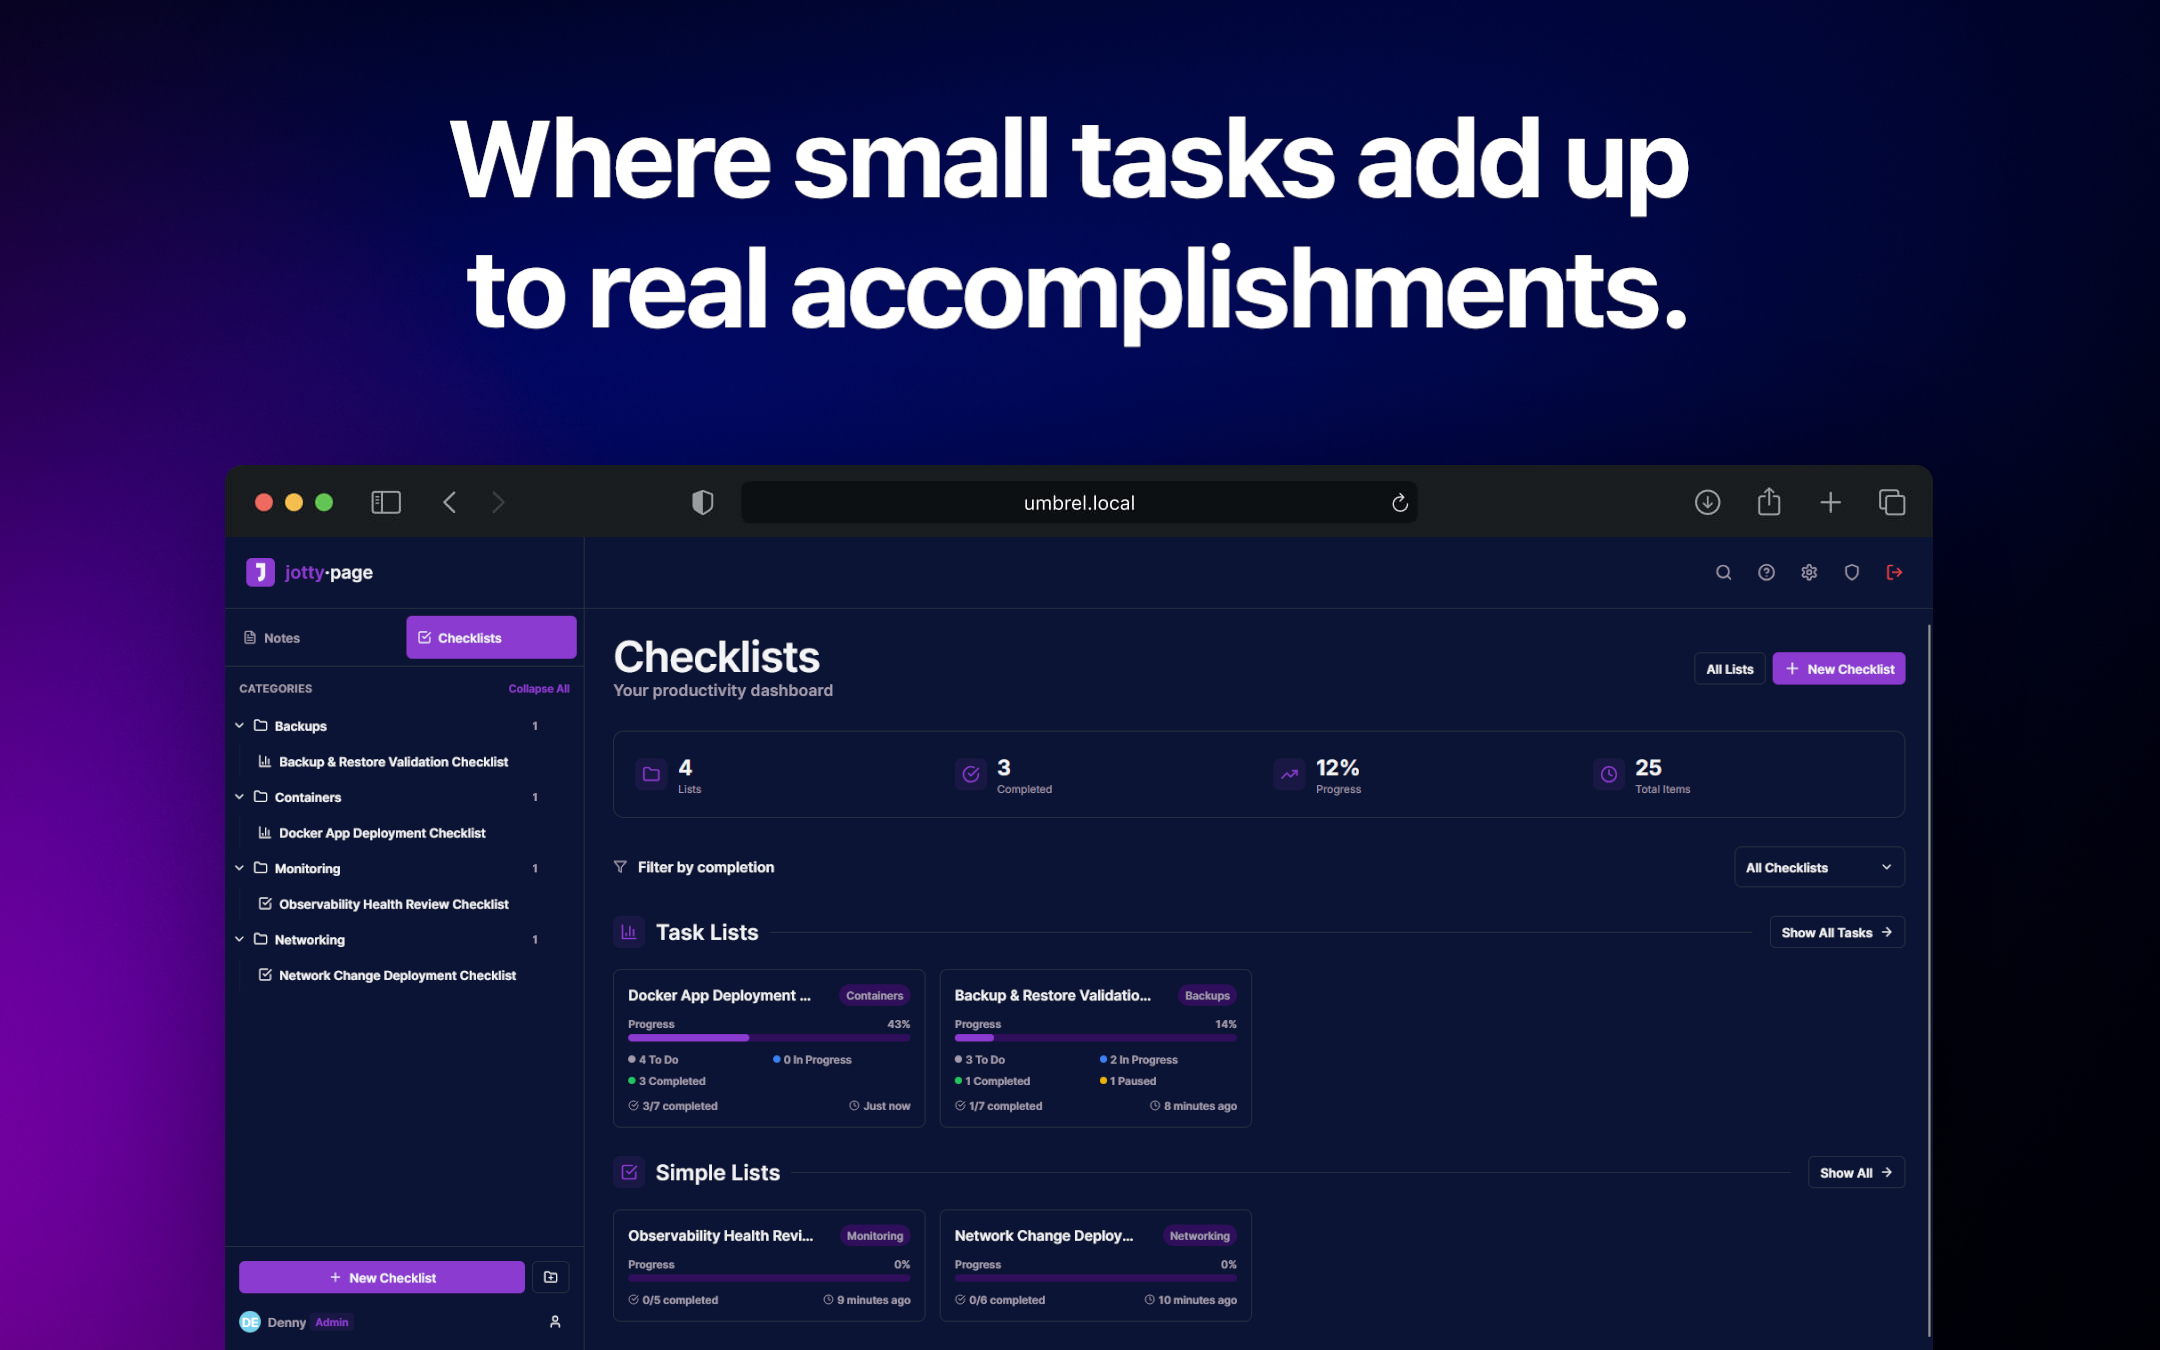 Where small tasks add up
to real accomplishments.
umbrel.local
jotty·page
Notes
Checklists
CATEGORIES
Collapse All
Backups 1
Backup & Restore Validation Checklist
Containers 1
Docker App Deployment Checklist
Monitoring 1
Observability Health Review Checklist
Networking 1
Network Change Deployment Checklist
+ New Checklist
DE Denny Admin
Checklists
Your productivity dashboard
All Lists
+ New Checklist
4
Lists
3
Completed
12%
Progress
25
Total Items
Filter by completion
All Checklists
Task Lists
Show All Tasks →
Docker App Deployment ... Containers
Progress 43%
4 To Do 0 In Progress
3 Completed
3/7 completed Just now
Backup & Restore Validatio... Backups
Progress 14%
3 To Do 2 In Progress
1 Completed 1 Paused
1/7 completed 8 minutes ago
Simple Lists
Show All →
Observability Health Revi... Monitoring
Progress 0%
0/5 completed 9 minutes ago
Network Change Deploy... Networking
Progress 0%
0/6 completed 10 minutes ago